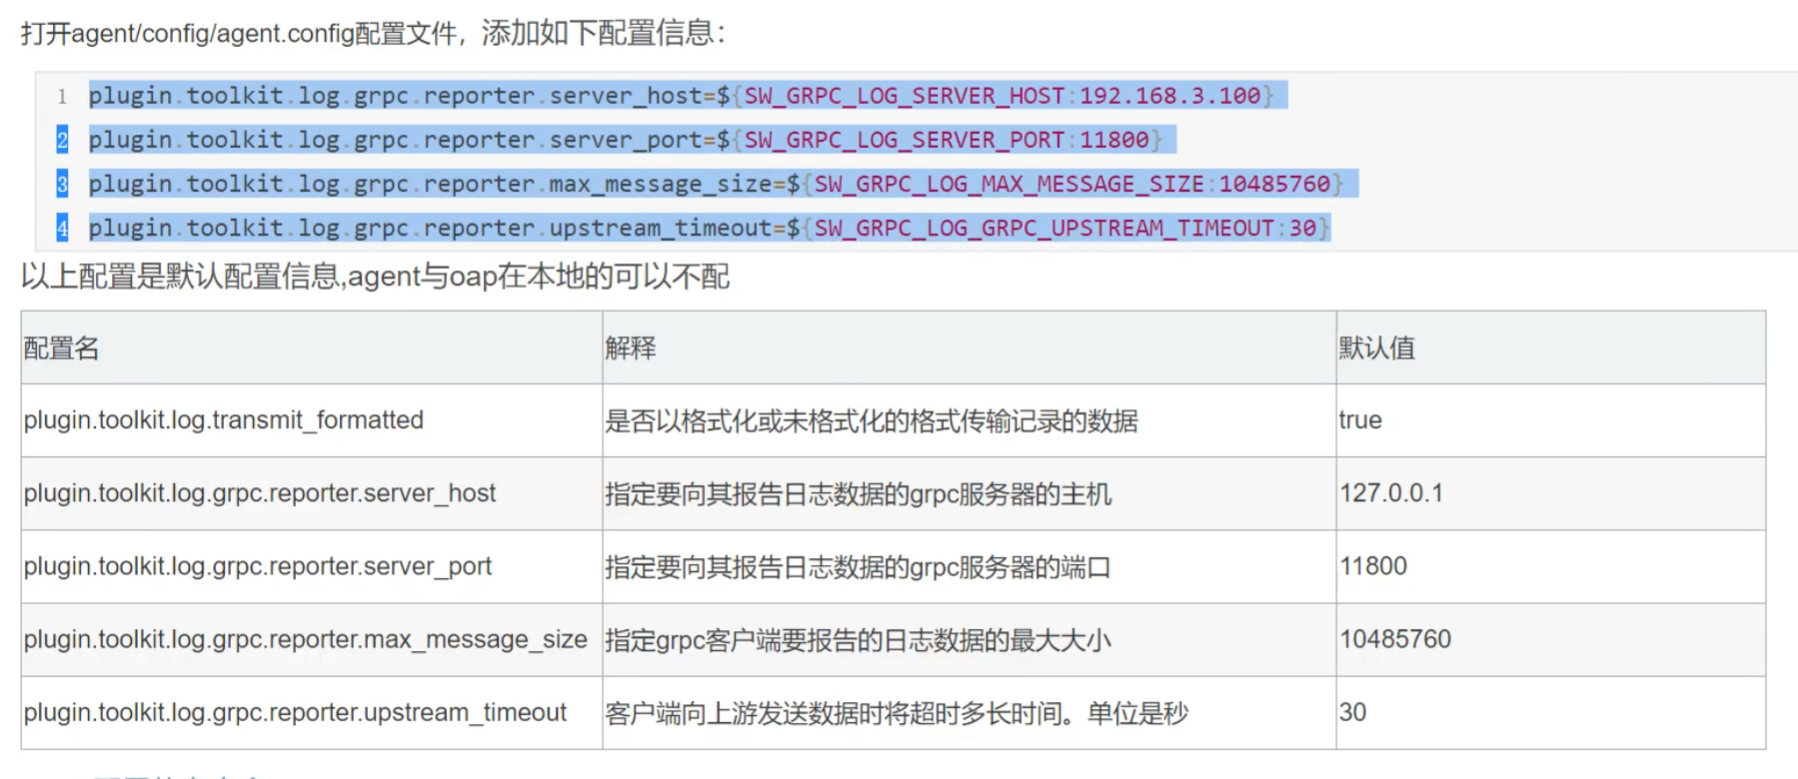 打开agent/config/agent.config配置文件，添加如下配置信息：
1 plugin.toolkit.log.grpc.reporter.server_host=${SW_GRPC_LOG_SERVER_HOST:192.168.3.100}
2 plugin.toolkit.log.grpc.reporter.server_port=${SW_GRPC_LOG_SERVER_PORT:11800}
3 plugin.toolkit.log.grpc.reporter.max_message_size=${SW_GRPC_LOG_MAX_MESSAGE_SIZE:10485760}
4 plugin.toolkit.log.grpc.reporter.upstream_timeout=${SW_GRPC_LOG_GRPC_UPSTREAM_TIMEOUT:30}
以上配置是默认配置信息,agent与oap在本地的可以不配
配置名 解释 默认值
plugin.toolkit.log.transmit_formatted 是否以格式化或未格式化的格式传输记录的数据 true
plugin.toolkit.log.grpc.reporter.server_host 指定要向其报告日志数据的grpc服务器的主机 127.0.0.1
plugin.toolkit.log.grpc.reporter.server_port 指定要向其报告日志数据的grpc服务器的端口 11800
plugin.toolkit.log.grpc.reporter.max_message_size 指定grpc客户端要报告的日志数据的最大大小 10485760
plugin.toolkit.log.grpc.reporter.upstream_timeout 客户端向上游发送数据时将超时多长时间。单位是秒 30